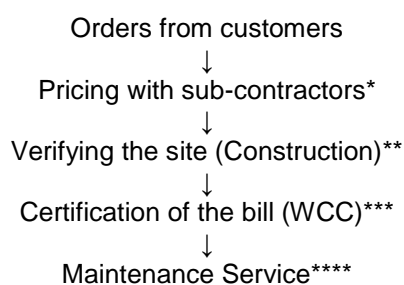 Orders from customers
↓
Pricing with sub-contractors*
↓
Verifying the site (Construction)**
↓
Certification of the bill (WCC)***
↓
Maintenance Service****